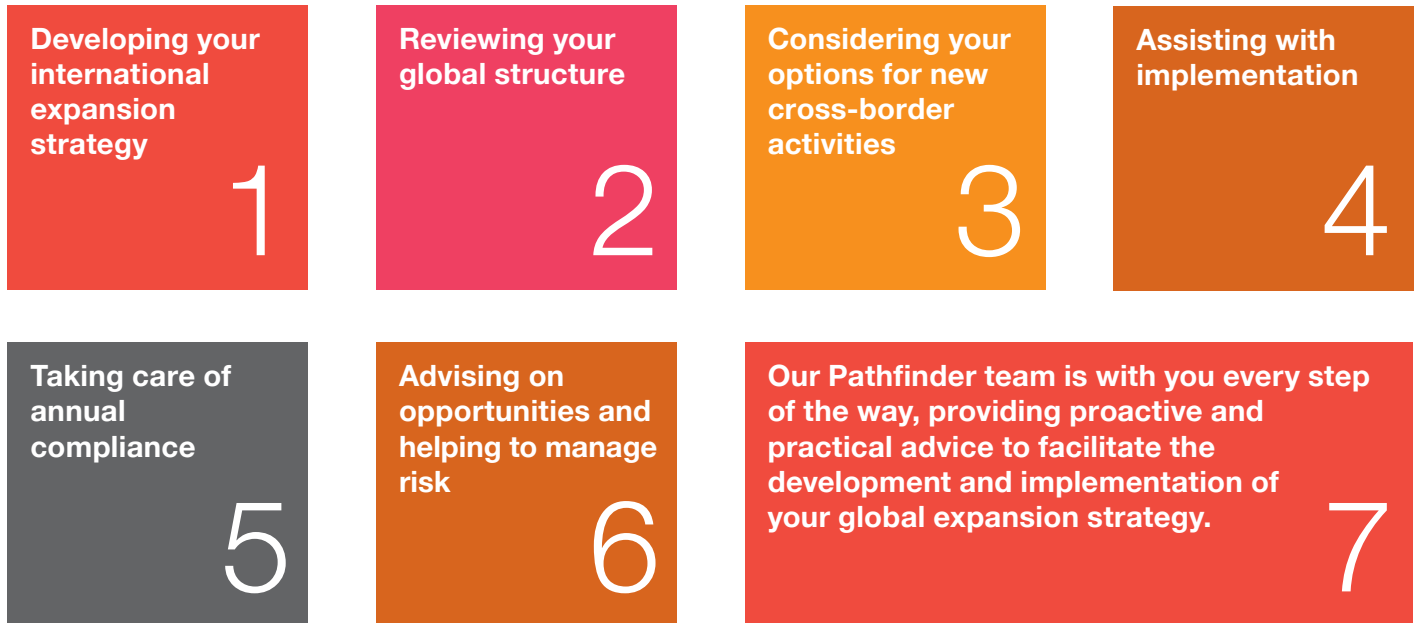 Developing your
international
expansion
strategy
1
Reviewing your
global structure
2
Considering your
options for new
cross-border
activities
3
Assisting with
implementation
4
Taking care of
annual
compliance
5
Advising on
opportunities and
helping to manage
risk
6
Our Pathfinder team is with you every step
of the way, providing proactive and
practical advice to facilitate the
development and implementation of
your global expansion strategy.
7